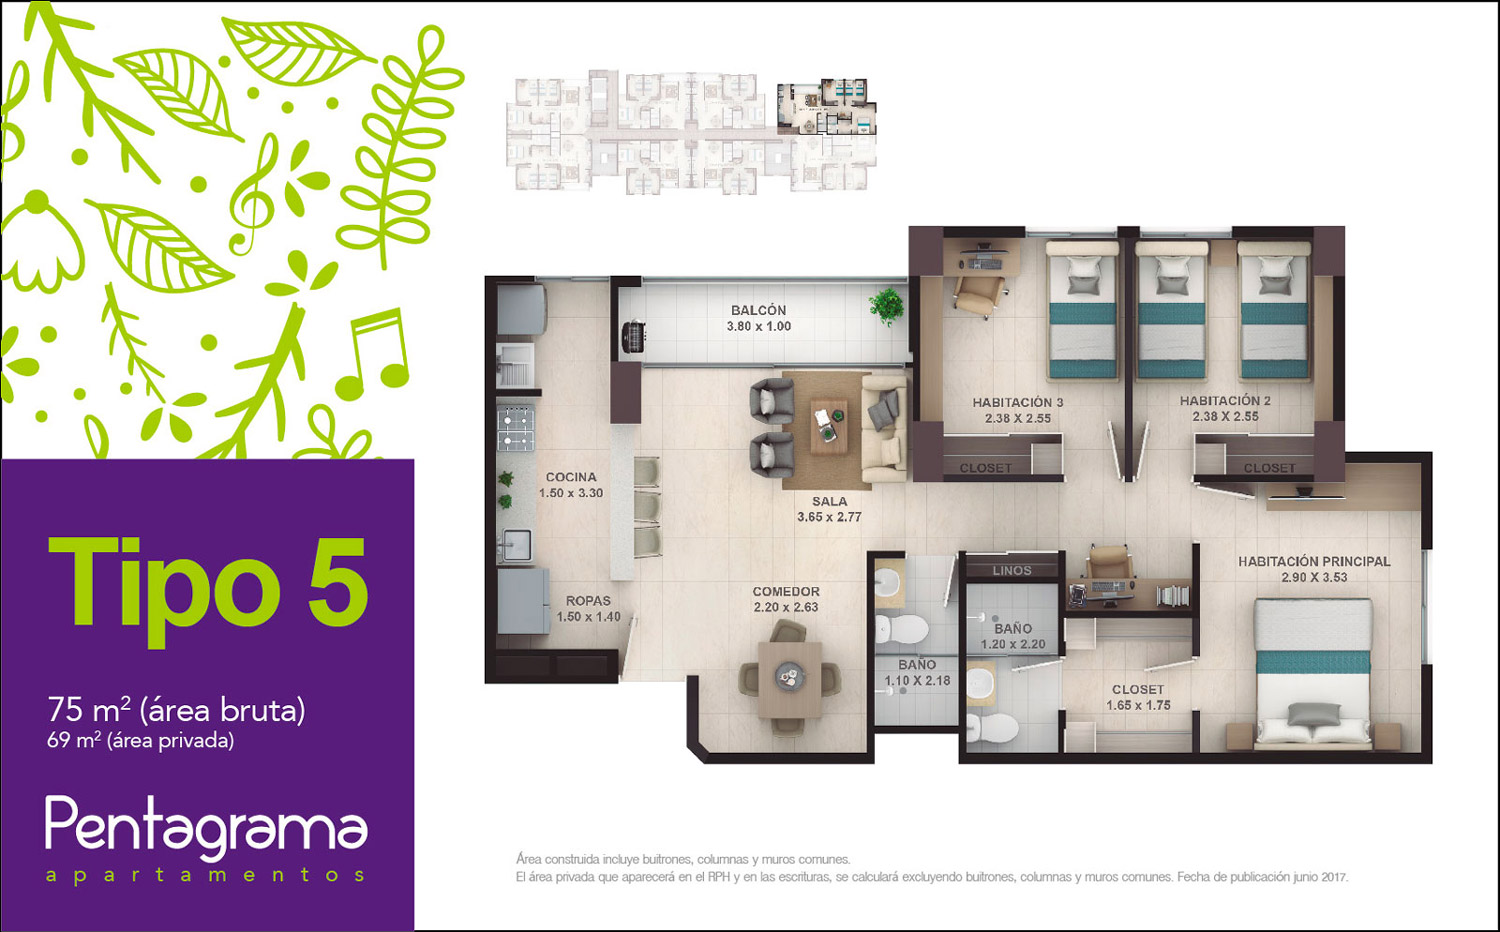 Tipo 5
75 m² (área bruta)
69 m² (área privada)
Pentagrama
apartamentos
BALCÓN
3.80 x 1.00
HABITACIÓN 3
2.38 X 2.55
HABITACIÓN 2
2.38 X 2.55
CLOSET
CLOSET
COCINA
1.50 x 3.30
SALA
3.65 x 2.77
HABITACIÓN PRINCIPAL
2.90 X 3.53
LINOS
ROPAS
1.50 x 1.40
COMEDOR
2.20 x 2.63
BAÑO
1.20 x 2.20
BAÑO
1.10 X 2.18
CLOSET
1.65 x 1.75
Área construida incluye buitrones, columnas y muros comunes.
El área privada que aparecerá en el RPH y en las escrituras, se calculará excluyendo buitrones, columnas y muros comunes. Fecha de publicación junio 2017.